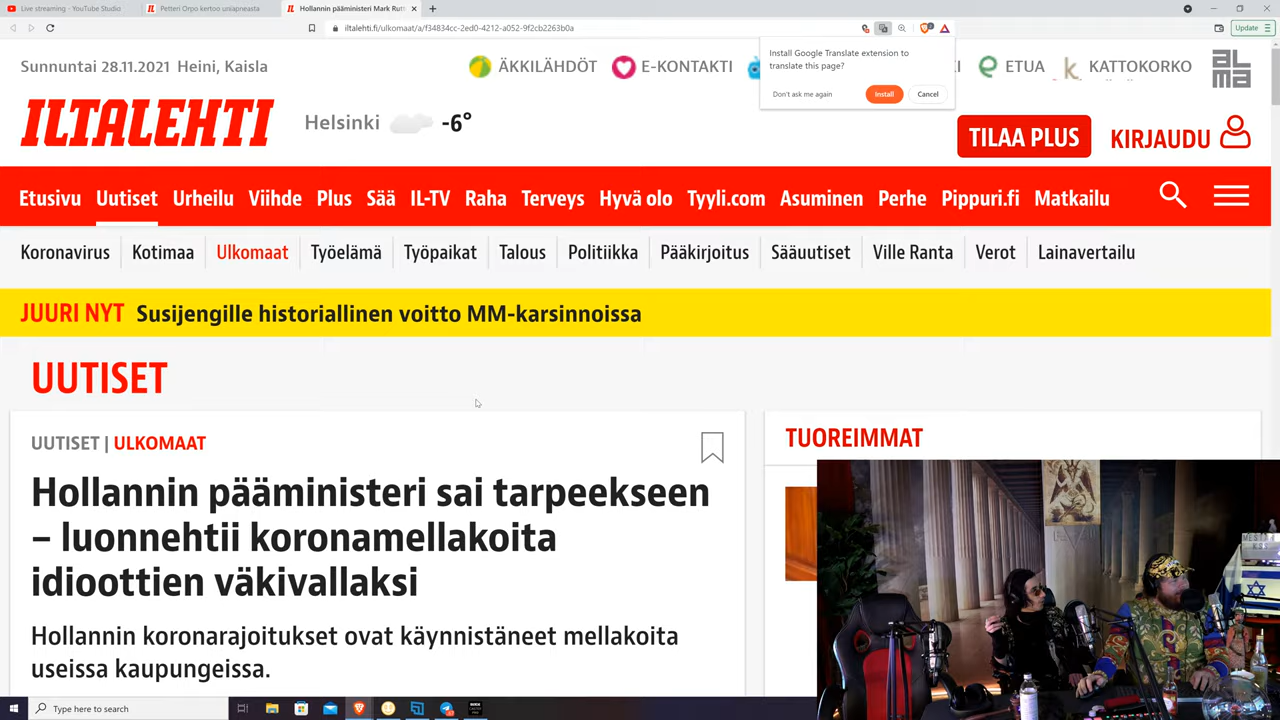 Live streaming - YouTube Studio
Petteri Orpo kertoo uniapneasta
Hollannin pääministeri Mark Rutt
iltalehti.fi/ulkomaat/a/f34834cc-2ed0-4212-a052-9f2cb2263b0a
Update
Install Google Translate extension to
translate this page?
Don't ask me again
Install
Cancel
Sunnuntai 28.11.2021 Heini, Kaisla
ÄKKILÄHDÖT
E-KONTAKTI
ETUA
KATTOKORKO
ALMA
ILTALEHTI
Helsinki
-6°
TILAA PLUS
KIRJAUDU
Etusivu Uutiset Urheilu Viihde Plus Sää IL-TV Raha Terveys Hyvä olo Tyyli.com Asuminen Perhe Pippuri.fi Matkailu
Koronavirus Kotimaa Ulkomaat Työelämä Työpaikat Talous Politiikka Pääkirjoitus Sääuutiset Ville Ranta Verot Lainavertailu
JUURI NYT Susijengille historiallinen voitto MM-karsinnoissa
UUTISET
UUTISET | ULKOMAAT
Hollannin pääministeri sai tarpeekseen
– luonnehtii koronamellakoita
idioottien väkivallaksi
Hollannin koronarajoitukset ovat käynnistäneet mellakoita
useissa kaupungeissa.
TUOREIMMAT
Type here to search